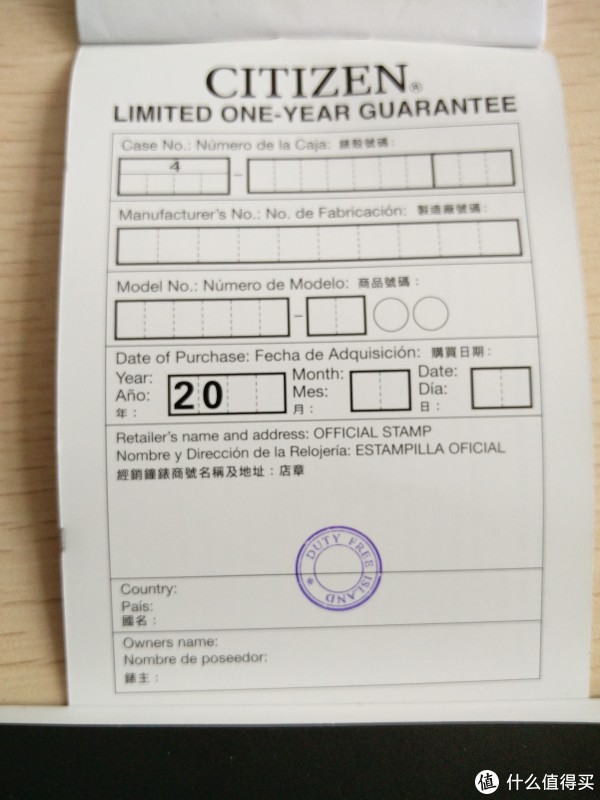 CITIZEN®
LIMITED ONE-YEAR GUARANTEE
Case No.: Número de la Caja: 錶殼號碼:
4
–
Manufacturer's No.: No. de Fabricación: 製造廠號碼:
Model No.: Número de Modelo: 商品號碼:
–
Date of Purchase: Fecha de Adquisición: 購買日期:
Year: Month: Date:
Año: 20 Mes: Día:
年: 月: 日:
Retailer's name and address: OFFICIAL STAMP
Nombre y Dirección de la Relojería: ESTAMPILLA OFICIAL
經銷鐘錶商號名稱及地址:店章
DUTY FREE ISLAND *
Country:
País:
國名:
Owners name:
Nombre de poseedor:
錶主:
值 什么值得买